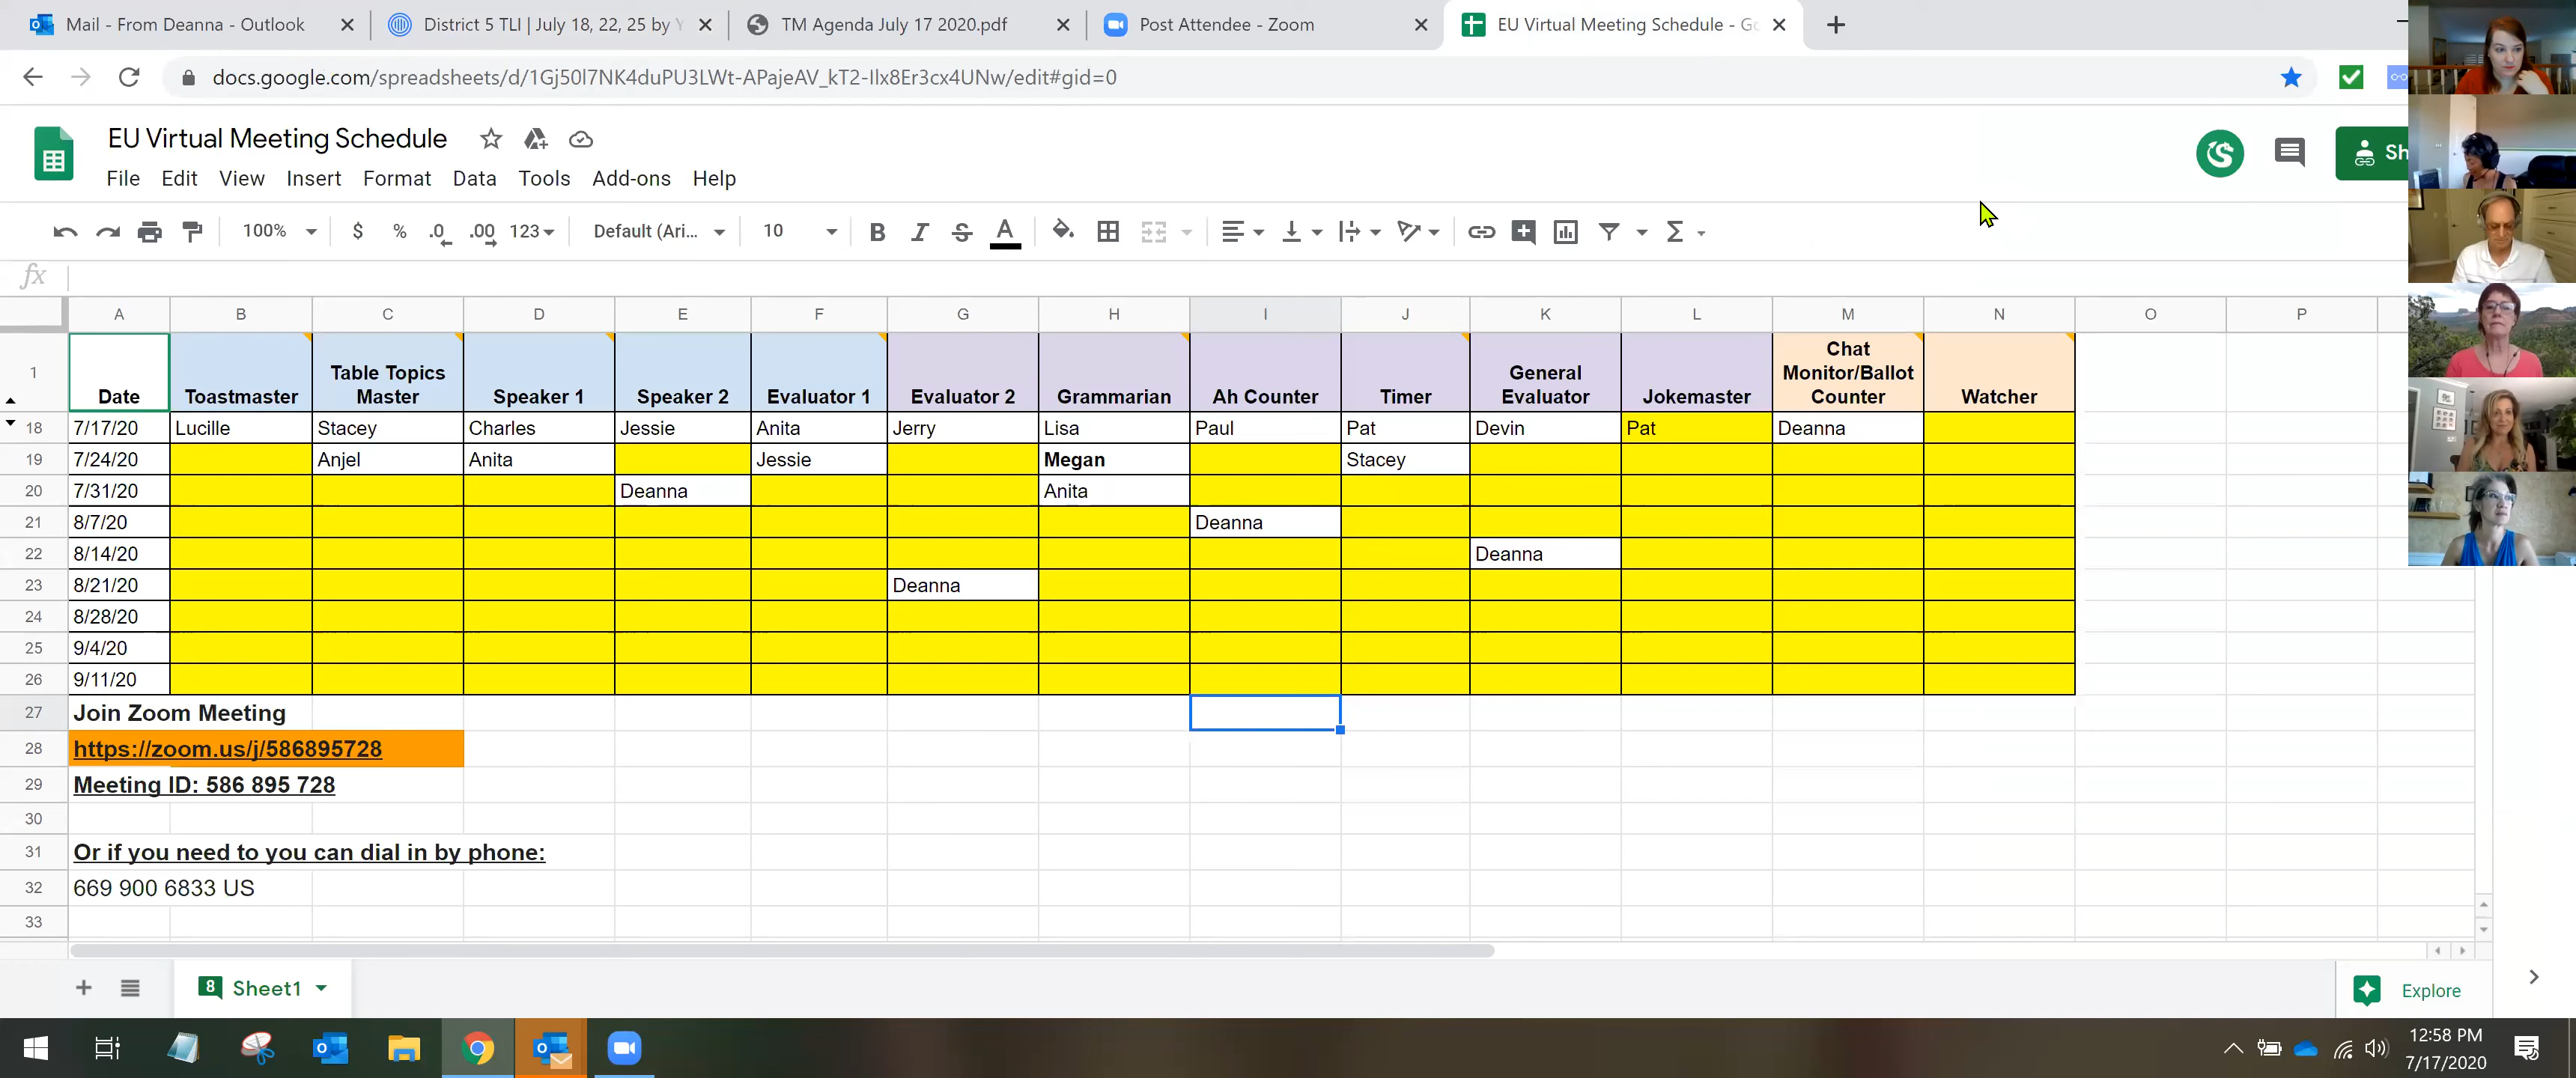 Mail - From Deanna - Outlook
District 5 TLI | July 18, 22, 25 by Y
TM Agenda July 17 2020.pdf
Post Attendee - Zoom
EU Virtual Meeting Schedule - Go
docs.google.com/spreadsheets/d/1Gj50l7NK4duPU3LWt-APajeAV_kT2-Ilx8Er3cx4UNw/edit#gid=0
EU Virtual Meeting Schedule
Sh
File Edit View Insert Format Data Tools Add-ons Help
100% $ % .0 .00 123 Default (Ari... 10 B I S A
fx
A B C D E F G H I J K L M N O P
1 Date Toastmaster Table Topics Master Speaker 1 Speaker 2 Evaluator 1 Evaluator 2 Grammarian Ah Counter Timer General Evaluator Jokemaster Chat Monitor/Ballot Counter Watcher
18 7/17/20 Lucille Stacey Charles Jessie Anita Jerry Lisa Paul Pat Devin Pat Deanna
19 7/24/20 Anjel Anita Jessie Megan Stacey
20 7/31/20 Deanna Anita
21 8/7/20 Deanna
22 8/14/20 Deanna
23 8/21/20 Deanna
24 8/28/20
25 9/4/20
26 9/11/20
27 Join Zoom Meeting
28 https://zoom.us/j/586895728
29 Meeting ID: 586 895 728
30
31 Or if you need to you can dial in by phone:
32 669 900 6833 US
33
8 Sheet1
Explore
12:58 PM
7/17/2020